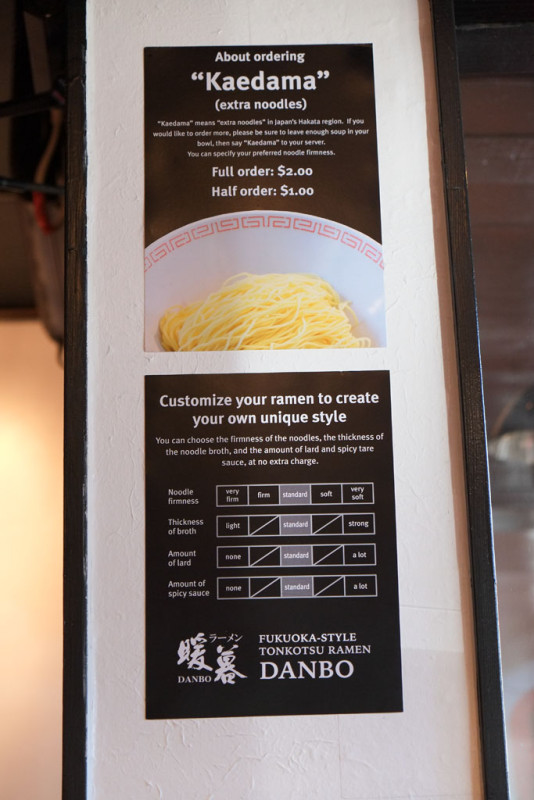 About ordering
“Kaedama”
(extra noodles)
“Kaedama” means “extra noodles” in Japan's Hakata region. If you
would like to order more, please be sure to leave enough soup in your
bowl, then say “Kaedama” to your server.
You can specify your preferred noodle firmness.
Full order: $2.00
Half order: $1.00
Customize your ramen to create
your own unique style
You can choose the firmness of the noodles, the thickness of
the noodle broth, and the amount of lard and spicy tare
sauce, at no extra charge.
Noodle firmness very firm firm standard soft very soft
Thickness of broth light standard strong
Amount of lard none standard a lot
Amount of spicy sauce none standard a lot
ラーメン
暖暮
DANBO
FUKUOKA-STYLE
TONKOTSU RAMEN
DANBO